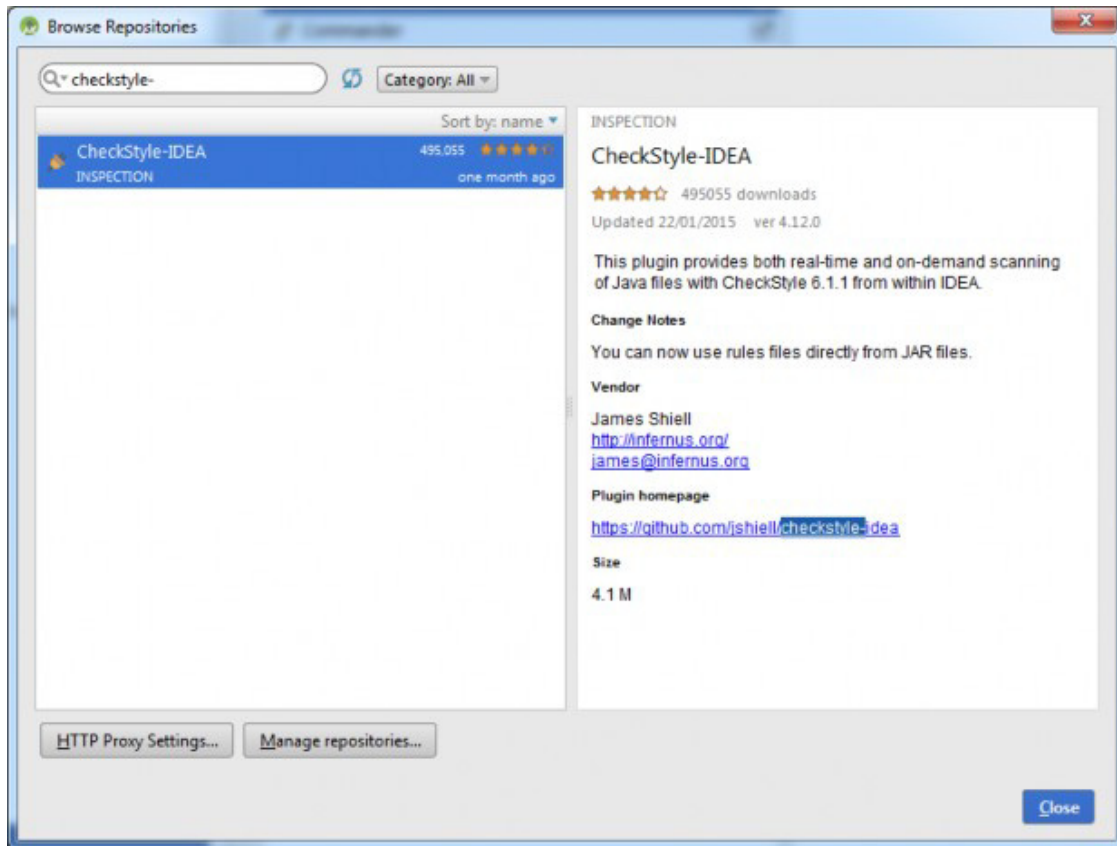 Browse Repositories
Commander
checkstyle-
Category: All
Sort by: name
CheckStyle-IDEA 495,055
INSPECTION one month ago
INSPECTION
CheckStyle-IDEA
495055 downloads
Updated 22/01/2015 ver 4.12.0
This plugin provides both real-time and on-demand scanning
of Java files with CheckStyle 6.1.1 from within IDEA.
Change Notes
You can now use rules files directly from JAR files.
Vendor
James Shiell
http://infernus.org/
james@infernus.org
Plugin homepage
https://github.com/jshiell/checkstyle-idea
Size
4.1 M
HTTP Proxy Settings...
Manage repositories...
Close